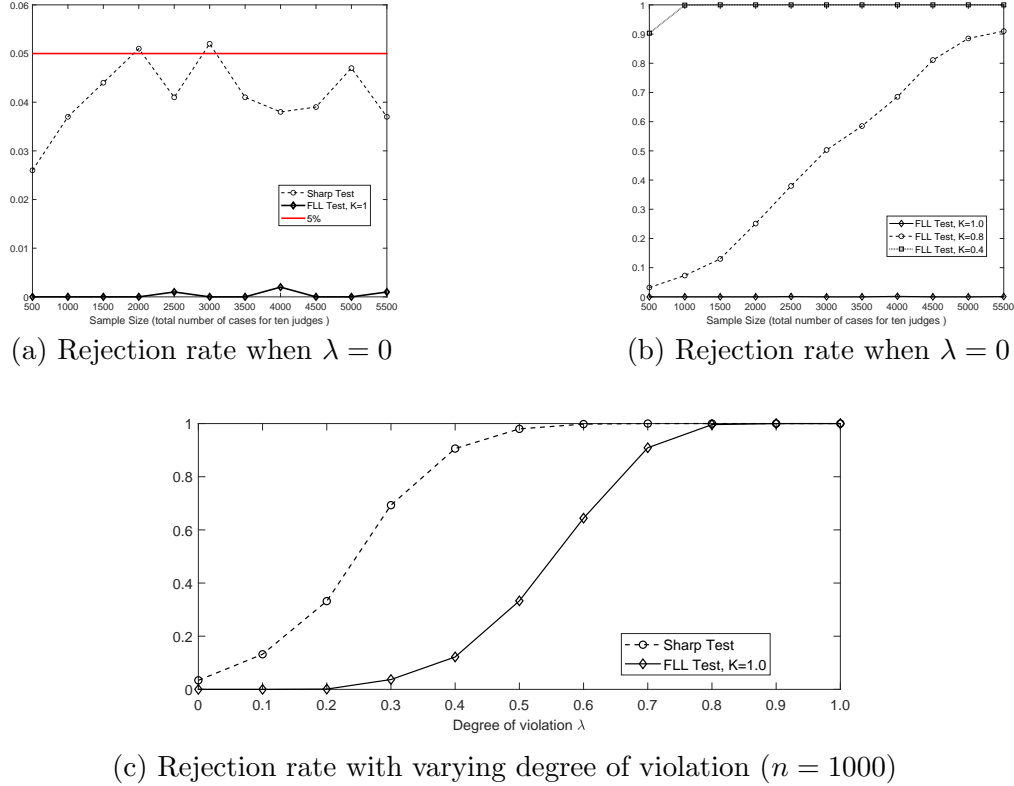 0.06
0.05
0.04
0.03
0.02
0.01
0
Sharp Test
FLL Test, K=1
5%
500 1000 1500 2000 2500 3000 3500 4000 4500 5000 5500
Sample Size (total number of cases for ten judges )
(a) Rejection rate when λ = 0
1
0.9
0.8
0.7
0.6
0.5
0.4
0.3
0.2
0.1
0
FLL Test, K=1.0
FLL Test, K=0.8
FLL Test, K=0.4
500 1000 1500 2000 2500 3000 3500 4000 4500 5000 5500
Sample Size (total number of cases for ten judges )
(b) Rejection rate when λ = 0
1
0.8
0.6
0.4
0.2
0
Sharp Test
FLL Test, K=1.0
0 0.1 0.2 0.3 0.4 0.5 0.6 0.7 0.8 0.9 1.0
Degree of violation λ
(c) Rejection rate with varying degree of violation (n = 1000)